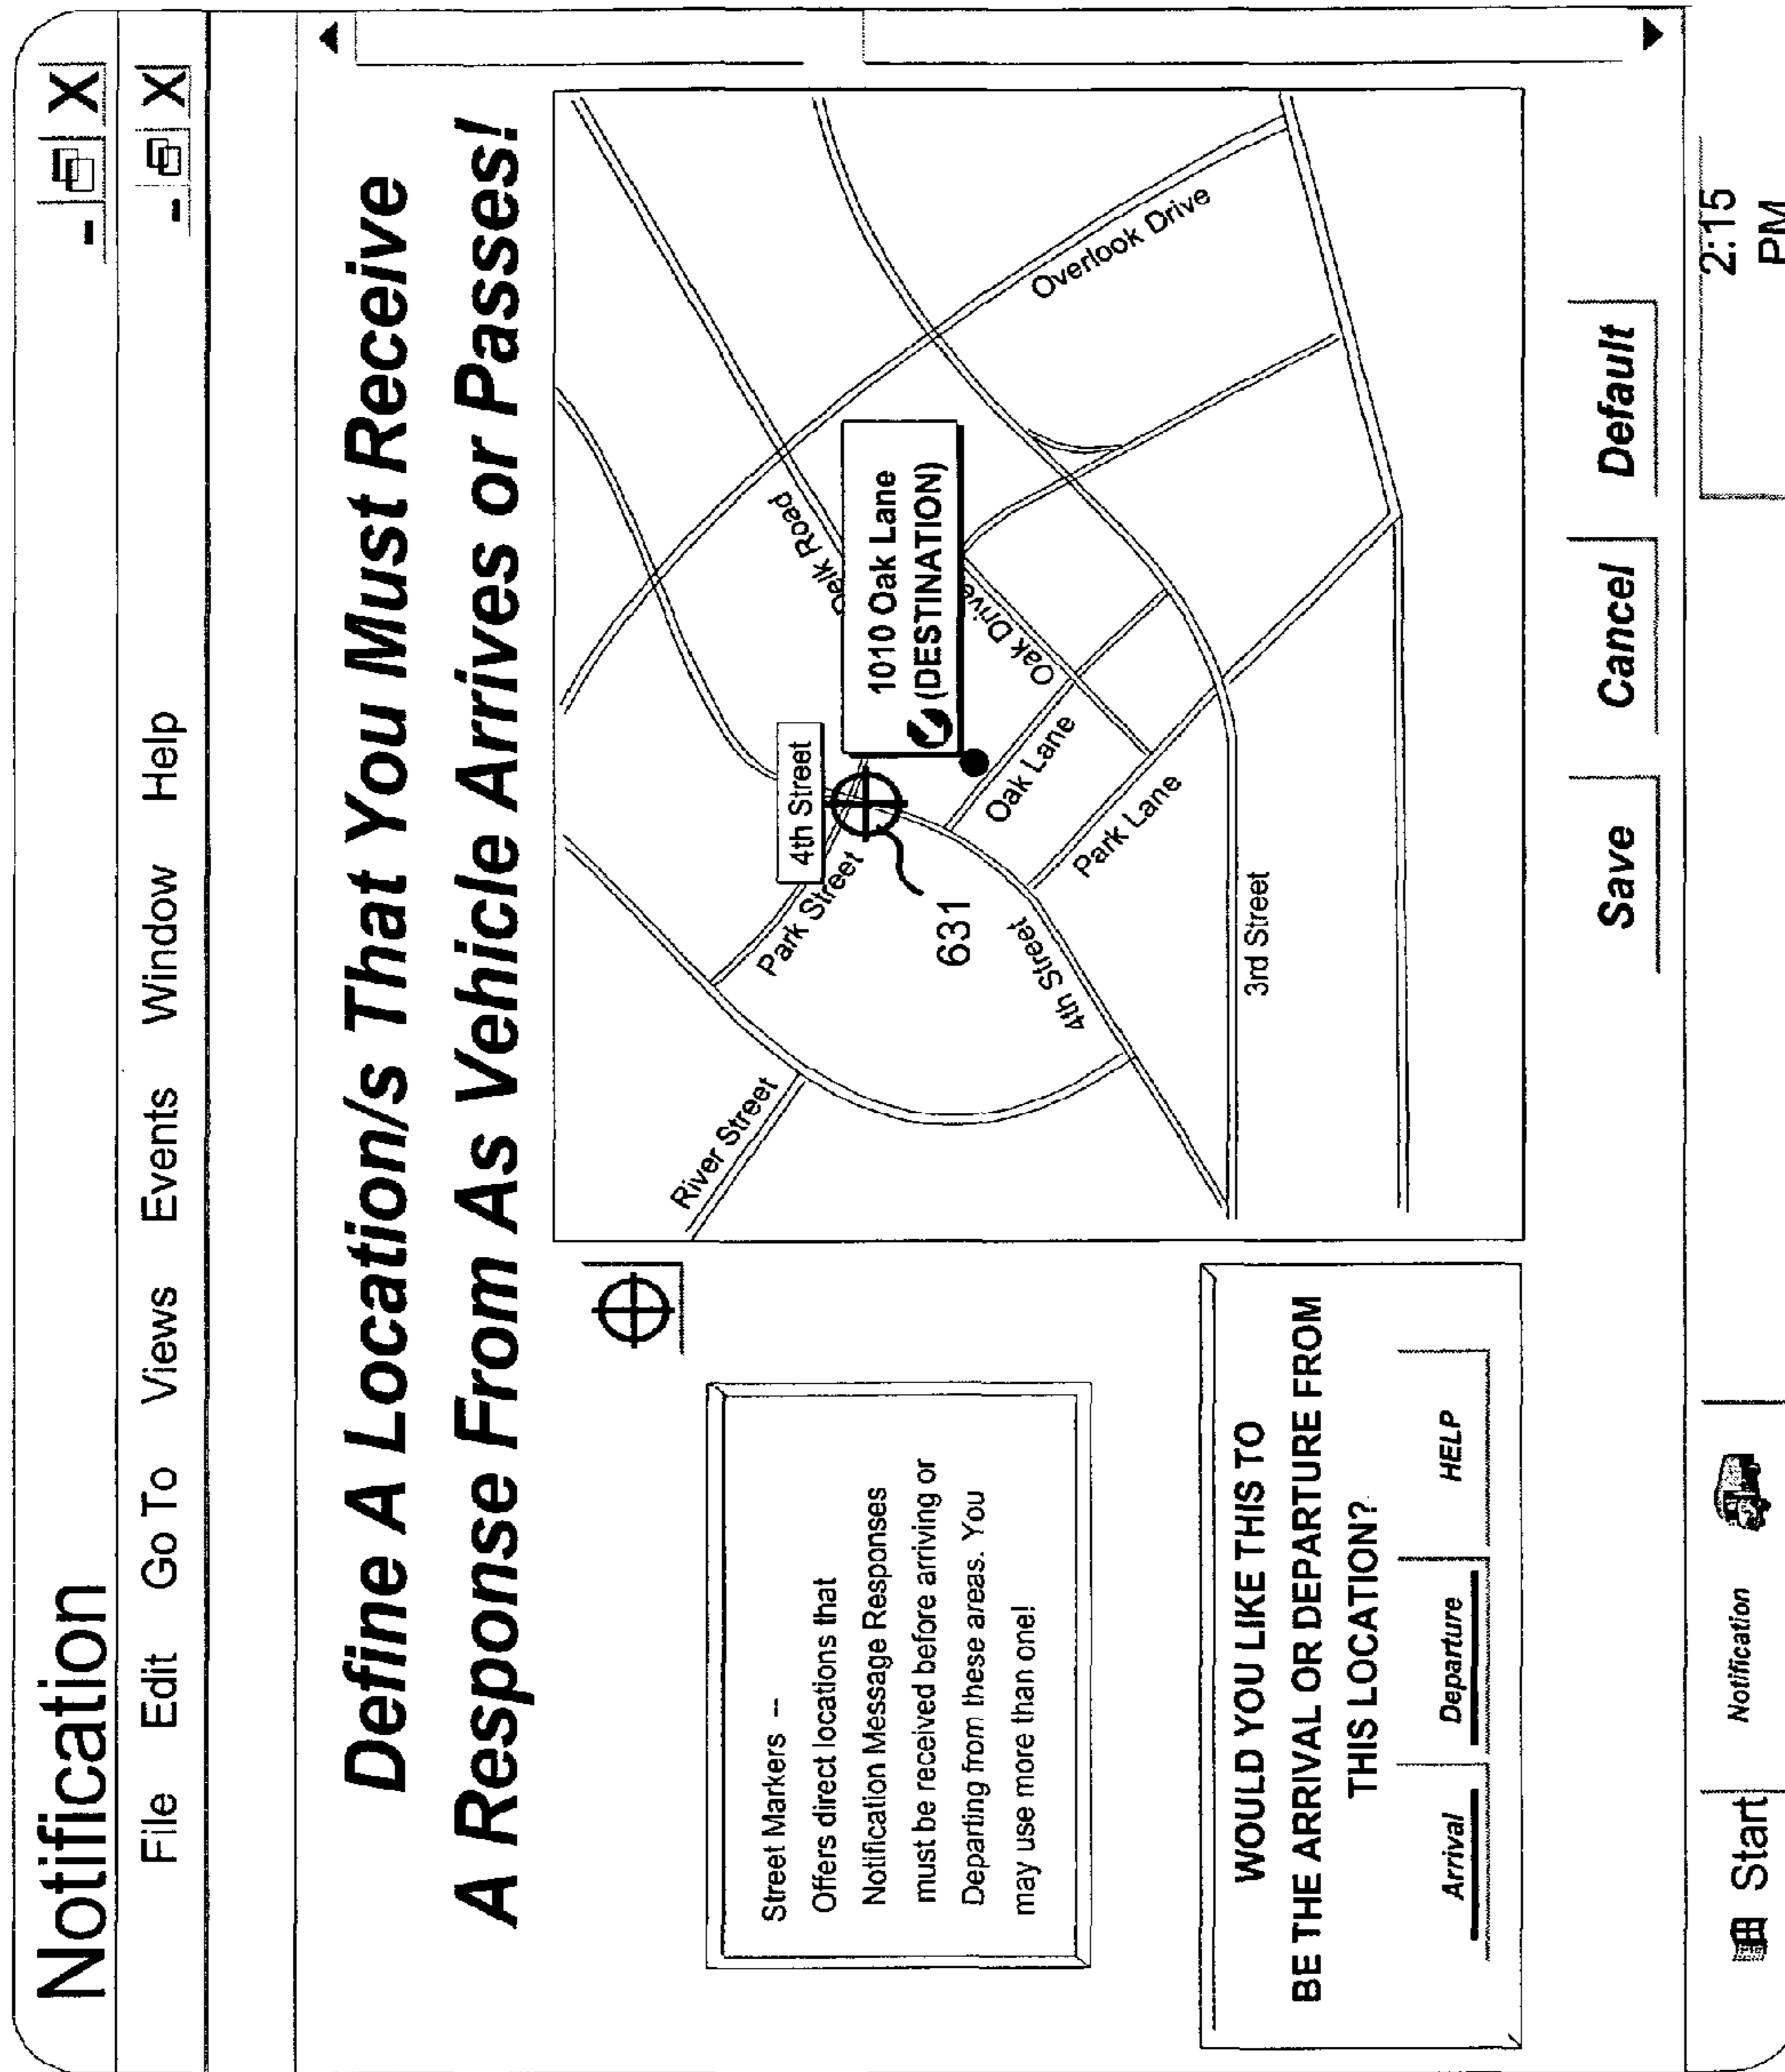 Notification
File Edit Go To Views Events Window Help
Define A Location/s That You Must Receive
A Response From As Vehicle Arrives or Passes!
Street Markers --
Offers direct locations that
Notification Message Responses
must be received before arriving or
Departing from these areas. You
may use more than one!
WOULD YOU LIKE THIS TO
BE THE ARRIVAL OR DEPARTURE FROM
THIS LOCATION?
Arrival Departure HELP
River Street
Park Street
4th Street
631
1010 Oak Lane
(DESTINATION)
Road
Oak Drive
Oak Lane
Park Lane
4th Street
3rd Street
Overlook Drive
Save Cancel Default
Start Notification 2:15
PM